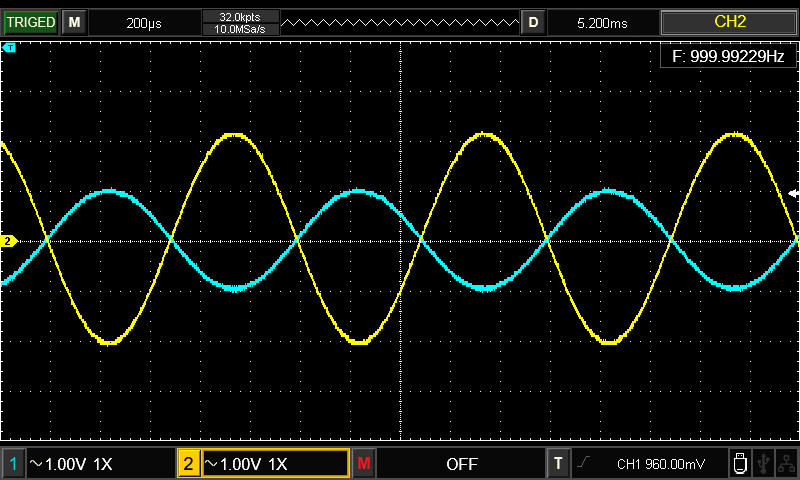 TRIGED M 200µs 32.0kpts D 5.200ms CH2
10.0MSa/s
T
F: 999.99229Hz
2
1 ~1.00V 1X 2 ~1.00V 1X M OFF T CH1 960.00mV